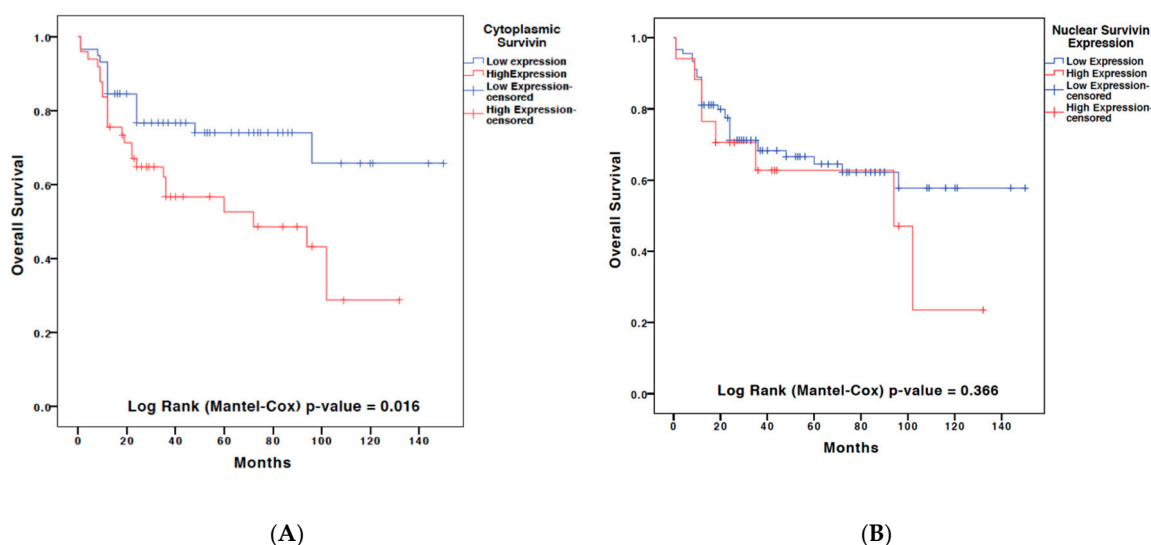 Cytoplasmic
Survivin
Low expression
HighExpression
Low Expression-
censored
High Expression-
censored
1.0
0.8
0.6
0.4
0.2
0.0
Overall Survival
Log Rank (Mantel-Cox) p-value = 0.016
0 20 40 60 80 100 120 140
Months
(A)
Nuclear Survivin
Expression
Low Expression
High Expression
Low Expression-
censored
High Expression-
censored
1.0
0.8
0.6
0.4
0.2
0.0
Overall Survival
Log Rank (Mantel-Cox) p-value = 0.366
0 20 40 60 80 100 120 140
Months
(B)